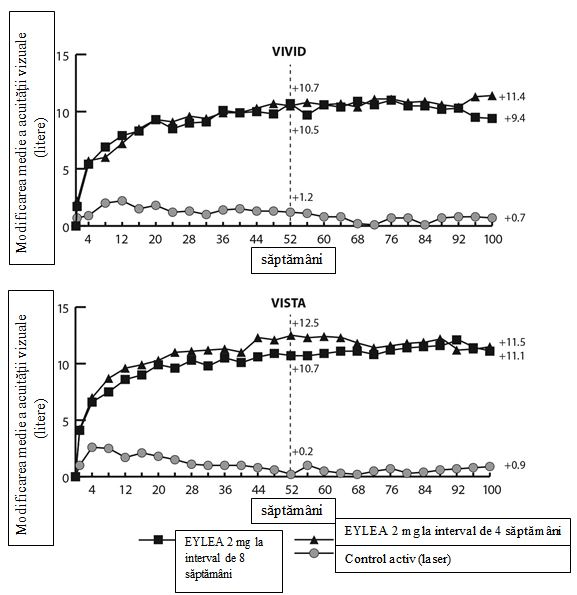 VIVID
Modificarea medie a acuităţii vizuale
(litere)
15
10
5
0
+10.7
+10.5
+1.2
+11.4
+9.4
+0.7
4 12 20 28 36 44 52 60 68 76 84 92 100
săptămâni
VISTA
Modificarea medie a acuităţii vizuale
(litere)
15
10
5
0
+12.5
+10.7
+0.2
+11.5
+11.1
+0.9
4 12 20 28 36 44 52 60 68 76 84 92 100
săptămâni
EYLEA 2 mg la
interval de 8
săptămâni
EYLEA 2 mg la interval de 4 săptămâni
Control activ (laser)